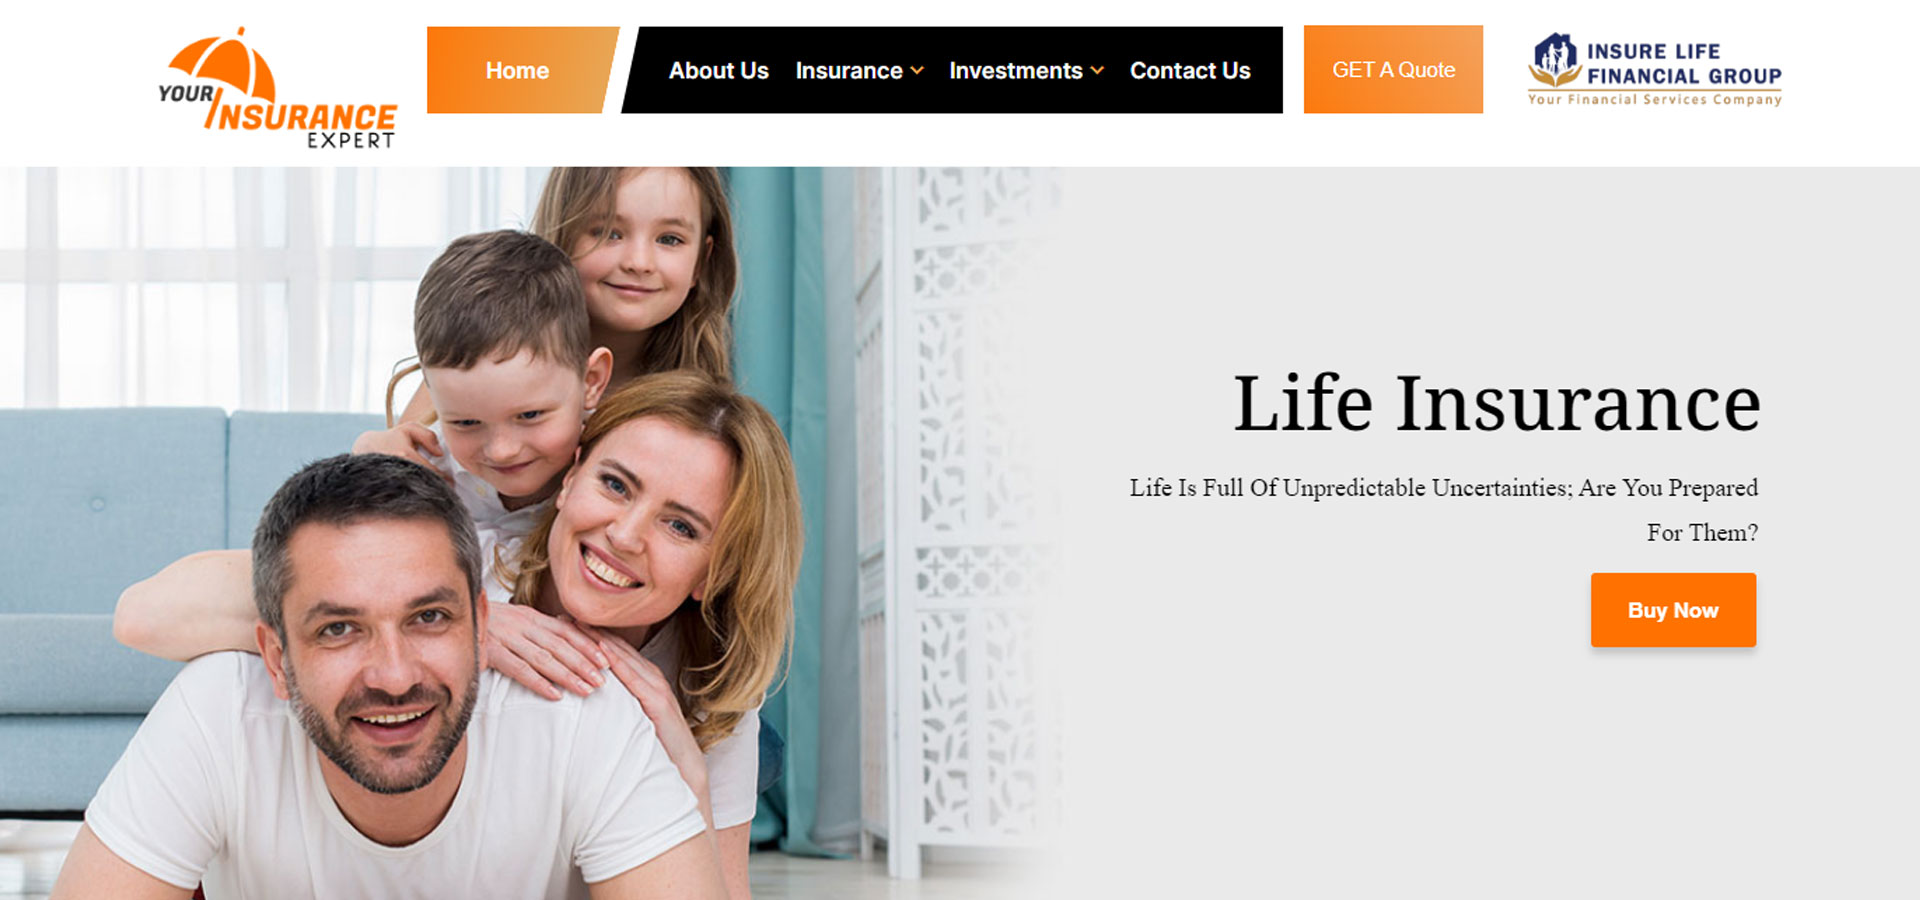 YOUR
INSURANCE
EXPERT
Home
About Us
Insurance
Investments
Contact Us
GET A Quote
INSURE LIFE
FINANCIAL GROUP
Your Financial Services Company
Life Insurance
Life Is Full Of Unpredictable Uncertainties; Are You Prepared
For Them?
Buy Now